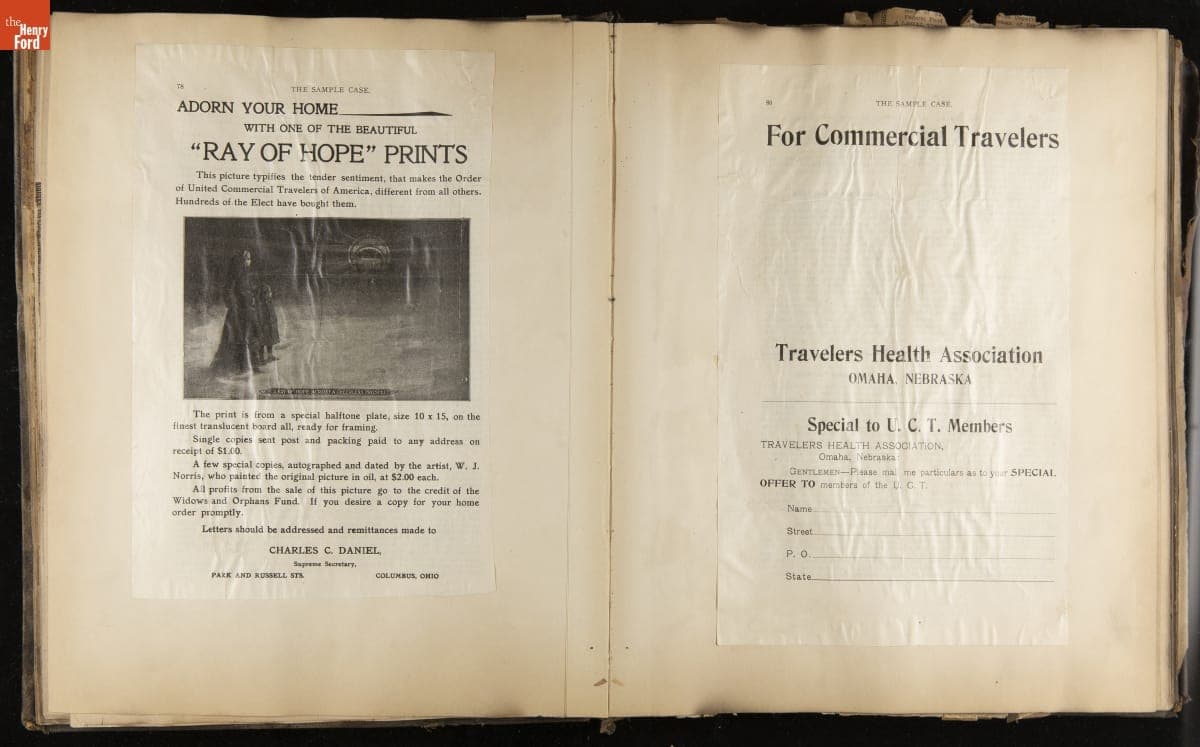 the
Henry
Ford
78
THE SAMPLE CASE.
ADORN YOUR HOME
WITH ONE OF THE BEAUTIFUL
“RAY OF HOPE” PRINTS
This picture typifies the tender sentiment, that makes the Order
of United Commercial Travelers of America, different from all others.
Hundreds of the Elect have bought them.
The print is from a special halftone plate, size 10 x 15, on the
finest translucent board all, ready for framing.
Single copies sent post and packing paid to any address on
receipt of $1.00.
A few special copies, autographed and dated by the artist, W. J.
Norris, who painted the original picture in oil, at $2.00 each.
All profits from the sale of this picture go to the credit of the
Widows and Orphans Fund. If you desire a copy for your home
order promptly.
Letters should be addressed and remittances made to
CHARLES C. DANIEL,
Supreme Secretary,
PARK AND RUSSELL STS. COLUMBUS, OHIO
80
THE SAMPLE CASE.
For Commercial Travelers
Travelers Health Association
OMAHA, NEBRASKA
Special to U. C. T. Members
TRAVELERS HEALTH ASSOCIATION,
Omaha, Nebraska:
GENTLEMEN—Please mail me particulars as to your SPECIAL
OFFER TO members of the U. C. T.
Name
Street
P. O.
State